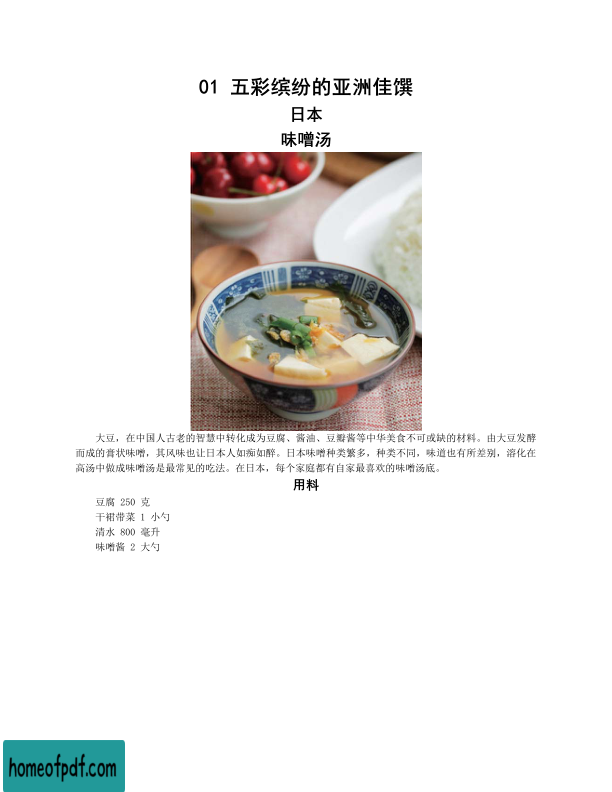 01 五彩缤纷的亚洲佳馔
日本
味噌汤
大豆，在中国人古老的智慧中转化成为豆腐、酱油、豆瓣酱等中华美食不可或缺的材料。由大豆发酵
而成的膏状味噌，其风味也让日本人如痴如醉。日本味噌种类繁多，种类不同，味道也有所差别，溶化在
高汤中做成味噌汤是最常见的吃法。在日本，每个家庭都有自家最喜欢的味噌汤底。
用料
豆腐 250 克
干裙带菜 1 小勺
清水 800 毫升
味噌酱 2 大勺
homeofpdf.com